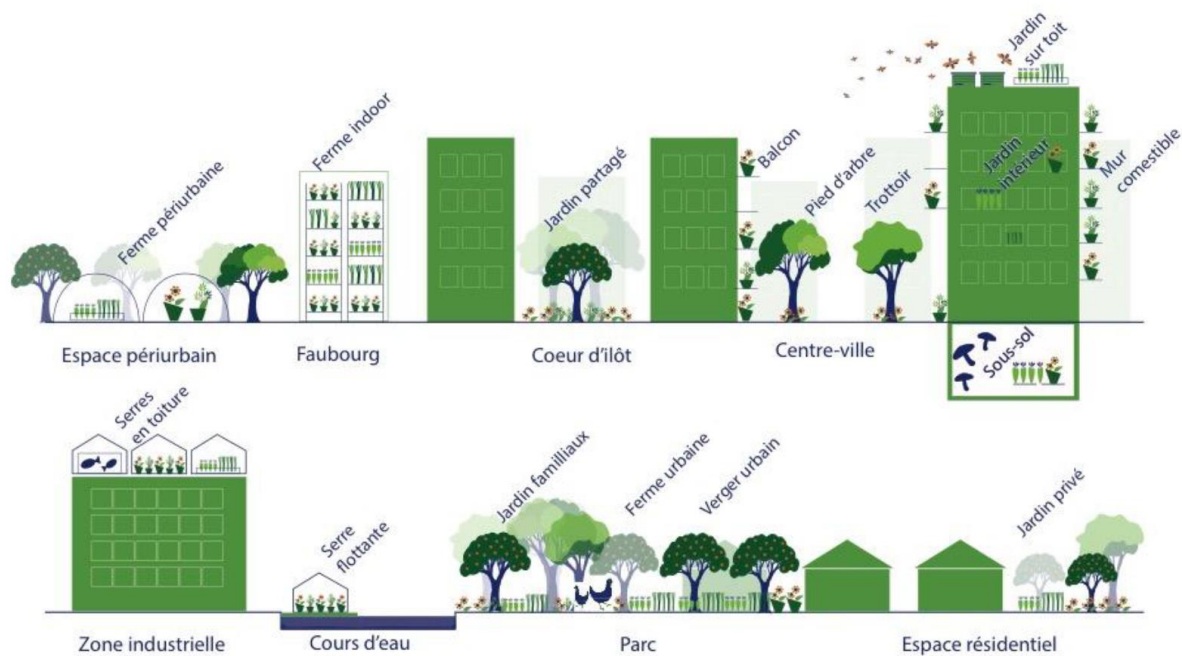 Ferme périurbaine
Ferme indoor
Jardin partagé
Balcon
Pied d'arbre
Trottoir
Jardin
sur toit
Jardin
intérieur
Mur
comestible
Sous-sol
Espace périurbain
Faubourg
Coeur d'ilôt
Centre-ville
Serres
en toiture
Serre
flottante
Jardin familliaux
Ferme urbaine
Verger urbain
Jardin privé
Zone industrielle
Cours d'eau
Parc
Espace résidentiel